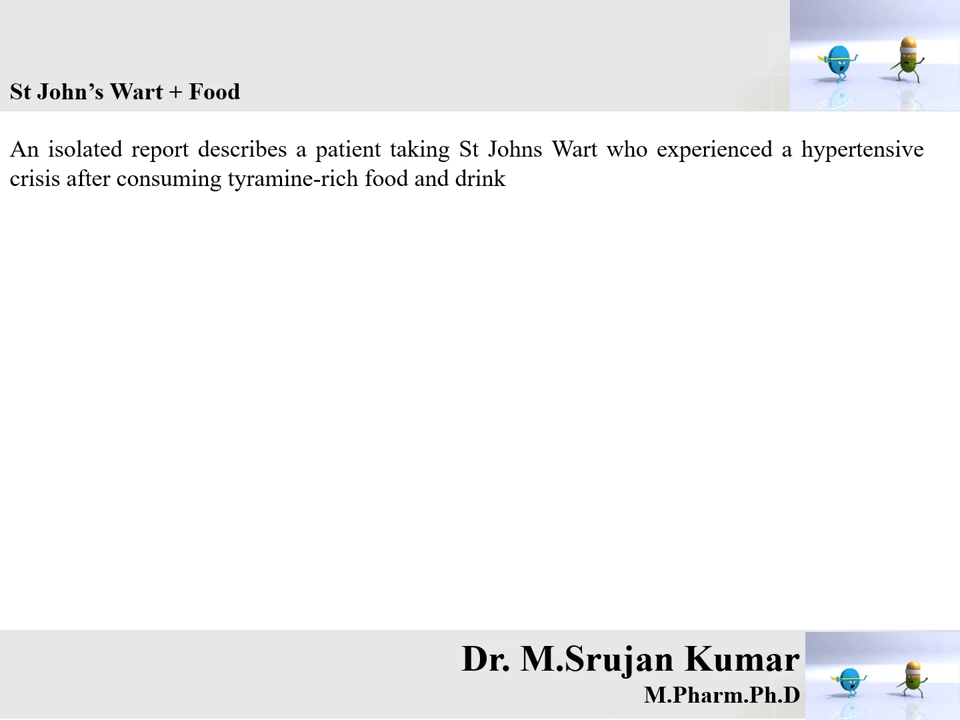 St John’s Wart + Food
An isolated report describes a patient taking St Johns Wart who experienced a hypertensive
crisis after consuming tyramine-rich food and drink
Dr. M.Srujan Kumar
M.Pharm.Ph.D